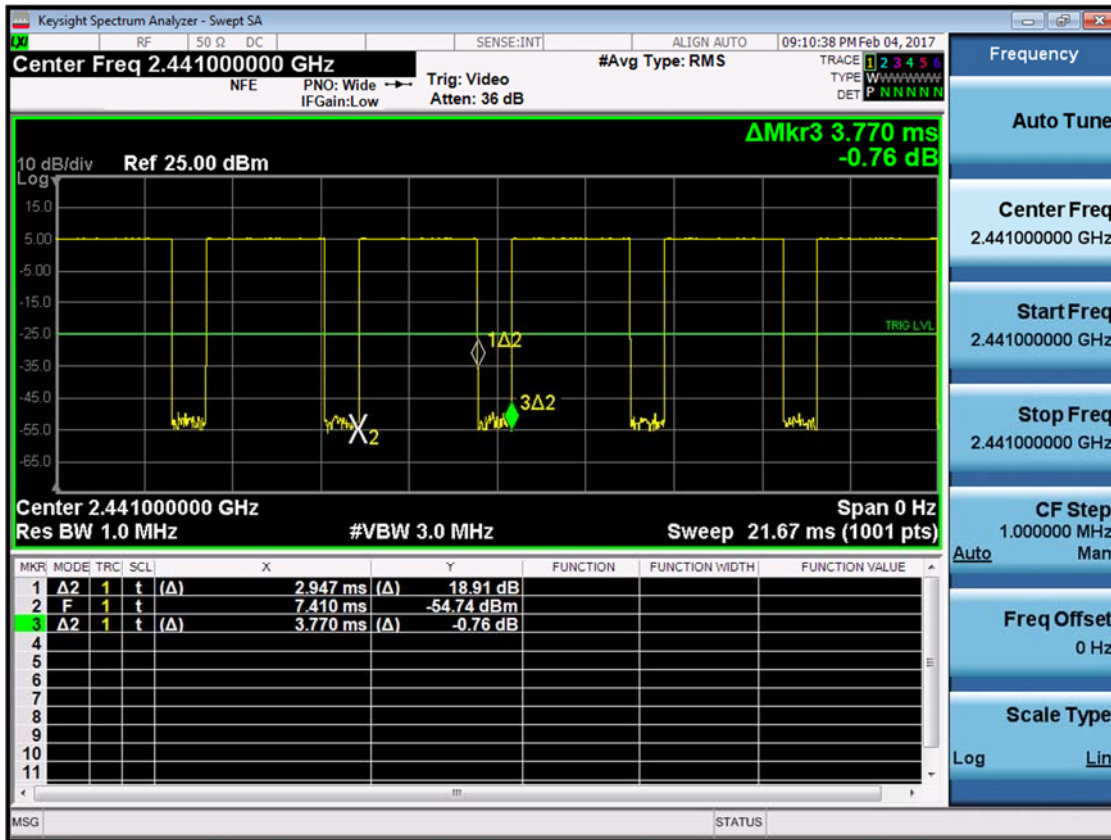 Keysight Spectrum Analyzer - Swept SA
LXI RF 50 Ω DC SENSE:INT ALIGN AUTO 09:10:38 PM Feb 04, 2017
Center Freq 2.441000000 GHz #Avg Type: RMS TRACE 1 2 3 4 5 6
NFE PNO: Wide Trig: Video TYPE WWWWWW
IFGain:Low Atten: 36 dB DET P N N N N N
ΔMkr3 3.770 ms
-0.76 dB
10 dB/div Ref 25.00 dBm
Log
15.0
5.00
-5.00
-15.0
-25.0
TRIG LVL
1Δ2
-35.0
-45.0
3Δ2
-55.0
2
-65.0
Center 2.441000000 GHz Span 0 Hz
Res BW 1.0 MHz #VBW 3.0 MHz Sweep 21.67 ms (1001 pts)
MKR MODE TRC SCL X Y FUNCTION FUNCTION WIDTH FUNCTION VALUE
1 Δ2 1 t (Δ) 2.947 ms (Δ) 18.91 dB
2 F 1 t 7.410 ms -54.74 dBm
3 Δ2 1 t (Δ) 3.770 ms (Δ) -0.76 dB
4
5
6
7
8
9
10
11
MSG STATUS
Frequency
Auto Tune
Center Freq
2.441000000 GHz
Start Freq
2.441000000 GHz
Stop Freq
2.441000000 GHz
CF Step
1.000000 MHz
Auto Man
Freq Offset
0 Hz
Scale Type
Log Lin